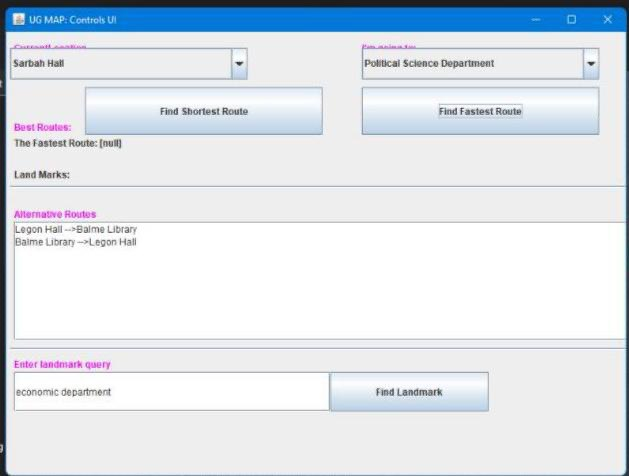 UG MAP: Controls UI
Sarbah Hall
Political Science Department
Find Shortest Route
Find Fastest Route
Best Routes:
The Fastest Route: [null]
Land Marks:
Alternative Routes
Legon Hall -->Balme Library
Balme Library -->Legon Hall
Enter landmark query
economic department
Find Landmark